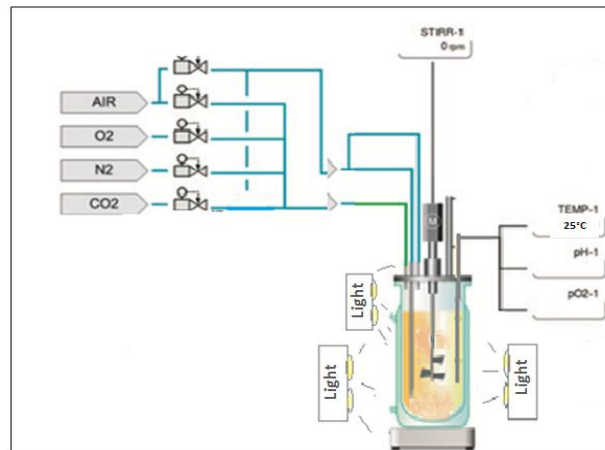 STIRR-1
0 rpm
AIR
O2
N2
CO2
M
TEMP-1
25°C
pH-1
pO2-1
Light
Light
Light